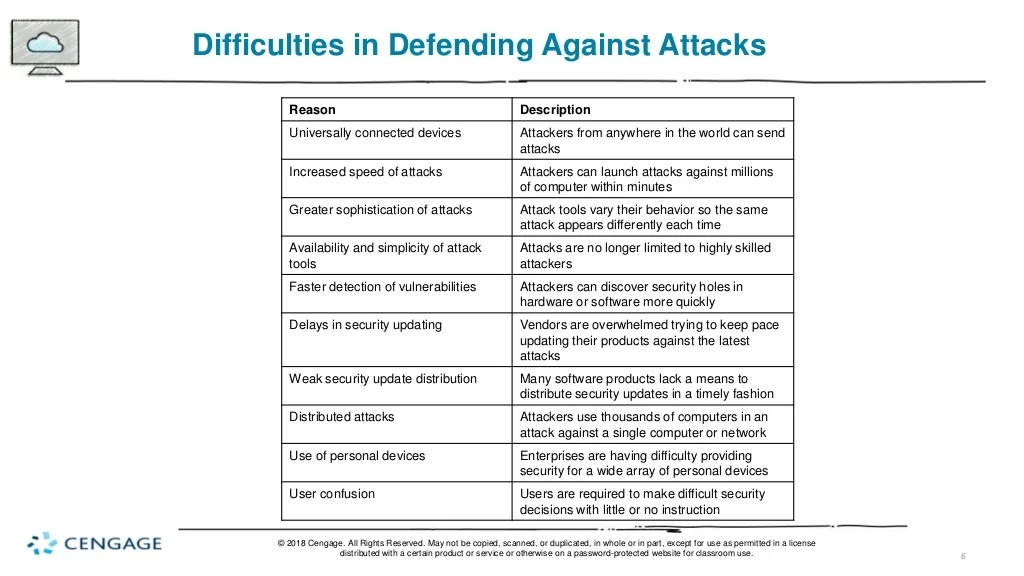 Difficulties in Defending Against Attacks
Reason
Description
Universally connected devices
Attackers from anywhere in the world can send
attacks
Increased speed of attacks
Attackers can launch attacks against millions
of computer within minutes
Greater sophistication of attacks
Attack tools vary their behavior so the same
attack appears differently each time
Availability and simplicity of attack
tools
Attacks are no longer limited to highly skilled
attackers
Faster detection of vulnerabilities
Attackers can discover security holes in
hardware or software more quickly
Delays in security updating
Vendors are overwhelmed trying to keep pace
updating their products against the latest
attacks
Weak security update distribution
Many software products lack a means to
distribute security updates in a timely fashion
Distributed attacks
Attackers use thousands of computers in an
attack against a single computer or network
Use of personal devices
Enterprises are having difficulty providing
security for a wide array of personal devices
User confusion
Users are required to make difficult security
decisions with little or no instruction
CENGAGE
© 2018 Cengage. All Rights Reserved. May not be copied, scanned, or duplicated, in whole or in part, except for use as permitted in a license
distributed with a certain product or service or otherwise on a password-protected website for classroom use.
6